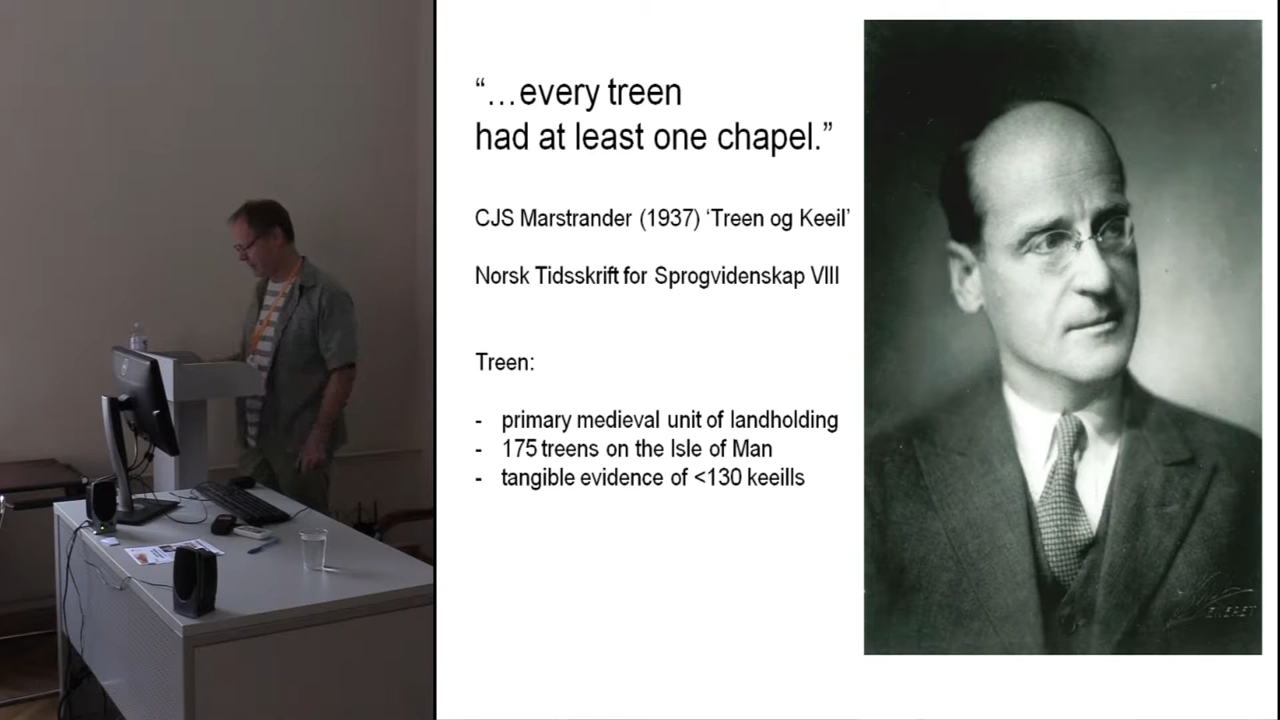 “…every treen
had at least one chapel.”
CJS Marstrander (1937) ‘Treen og Keeil’
Norsk Tidsskrift for Sprogvidenskap VIII
Treen:
- primary medieval unit of landholding
- 175 treens on the Isle of Man
- tangible evidence of <130 keeills